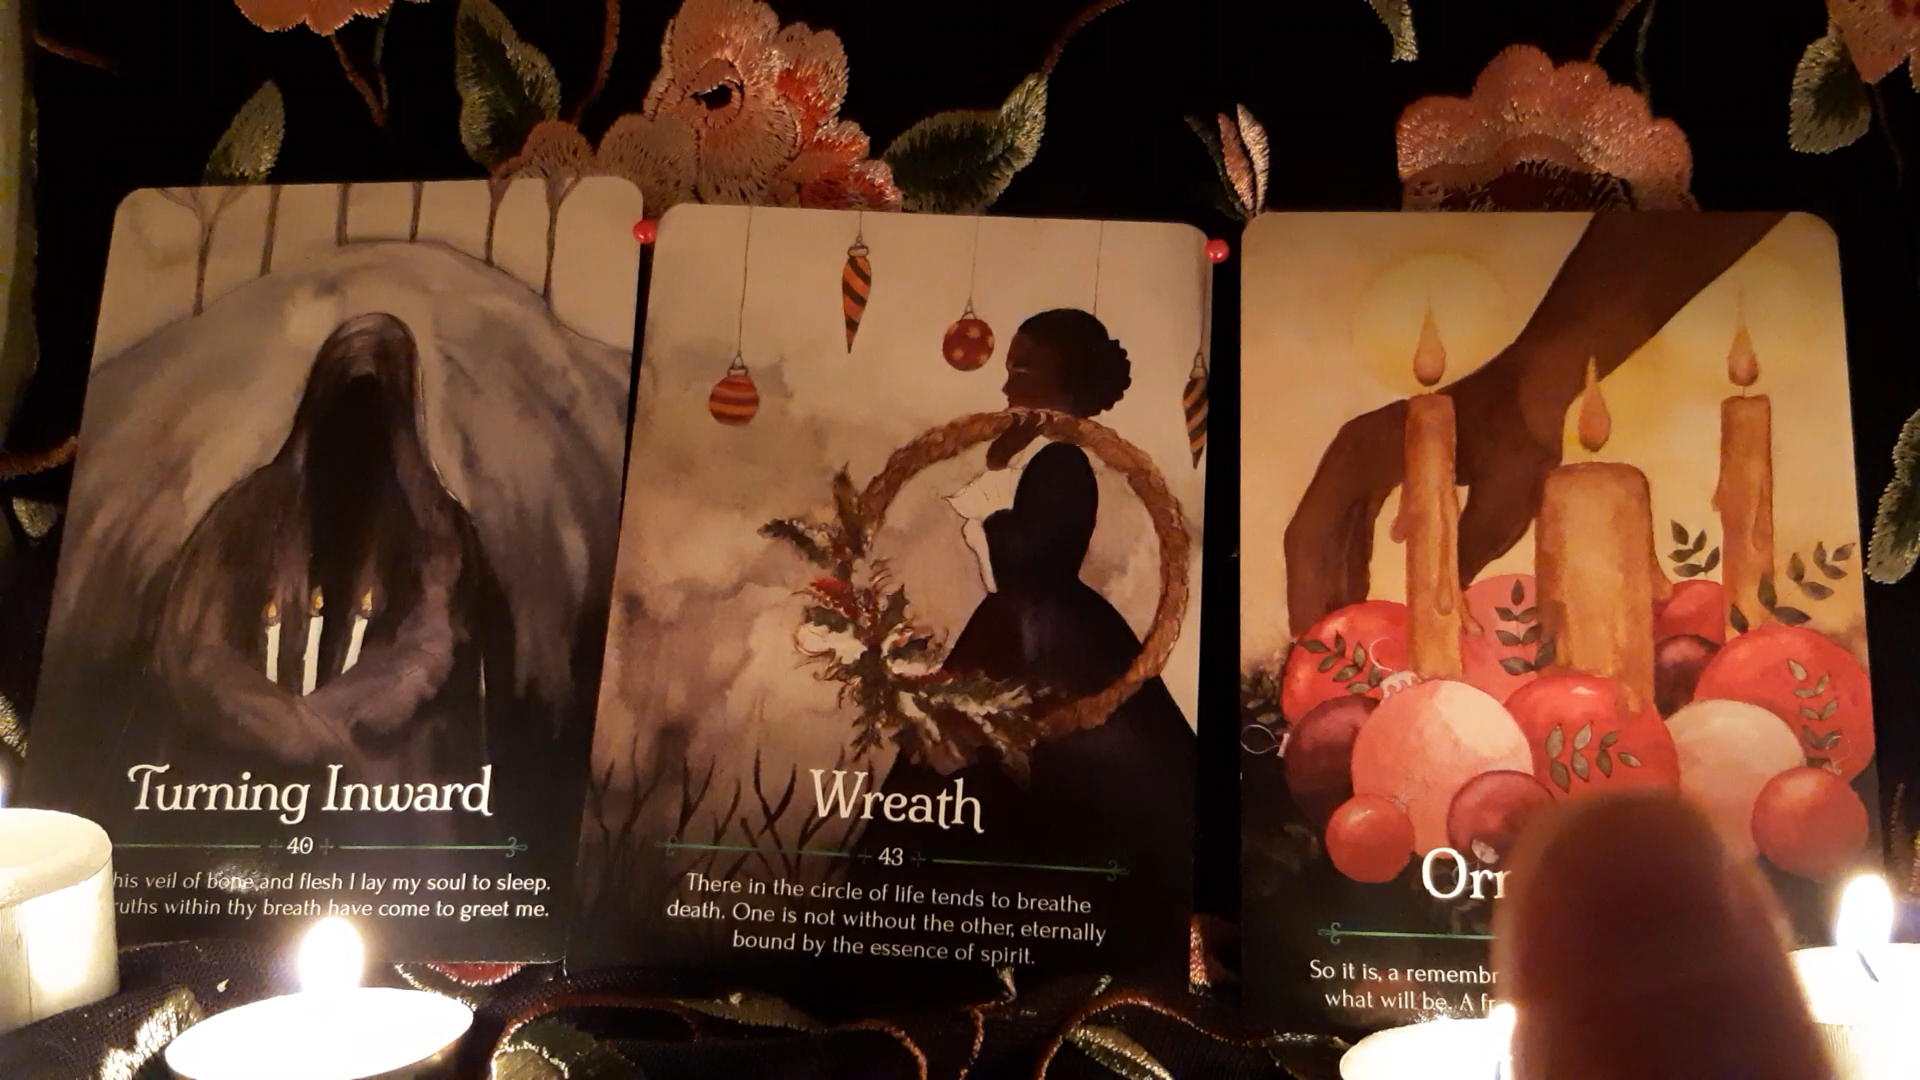 Turning Inward
40
his veil of bone and flesh I lay my soul to sleep.
ruths within thy breath have come to greet me.
Wreath
43
There in the circle of life tends to breathe
death. One is not without the other, eternally
bound by the essence of spirit.
Orn
So it is, a remembr
what will be. A fr